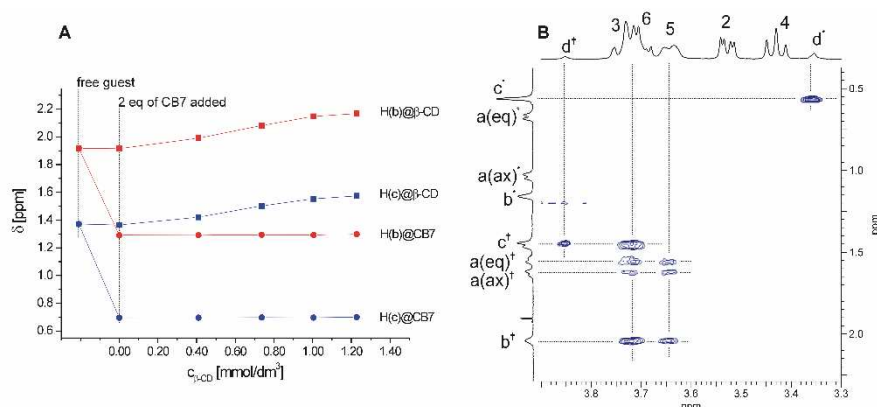 A
free guest
2 eq of CB7 added
2.2
2.0
1.8
1.6
1.4
1.2
1.0
0.8
0.6
δ [ppm]
H(b)@β-CD
H(c)@β-CD
H(b)@CB7
H(c)@CB7
0.00 0.20 0.40 0.60 0.80 1.00 1.20 1.40
c β-CD [mmol/dm³]
B
3 6 5 2 4
d† d*
c*
a(eq)*
a(ax)*
b*
c†
a(eq)†
a(ax)†
b†
0.5
1.0
1.5
2.0
ppm
3.8 3.7 3.6 3.5 3.4 3.3
ppm